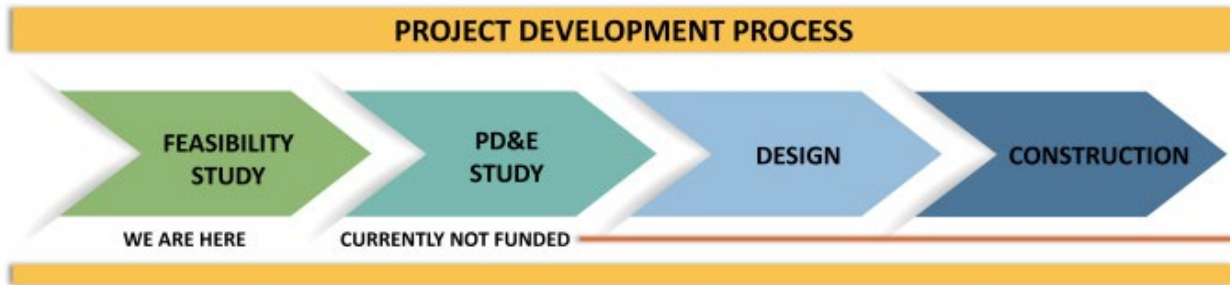 PROJECT DEVELOPMENT PROCESS
FEASIBILITY
STUDY
PD&E
STUDY
DESIGN
CONSTRUCTION
WE ARE HERE
CURRENTLY NOT FUNDED